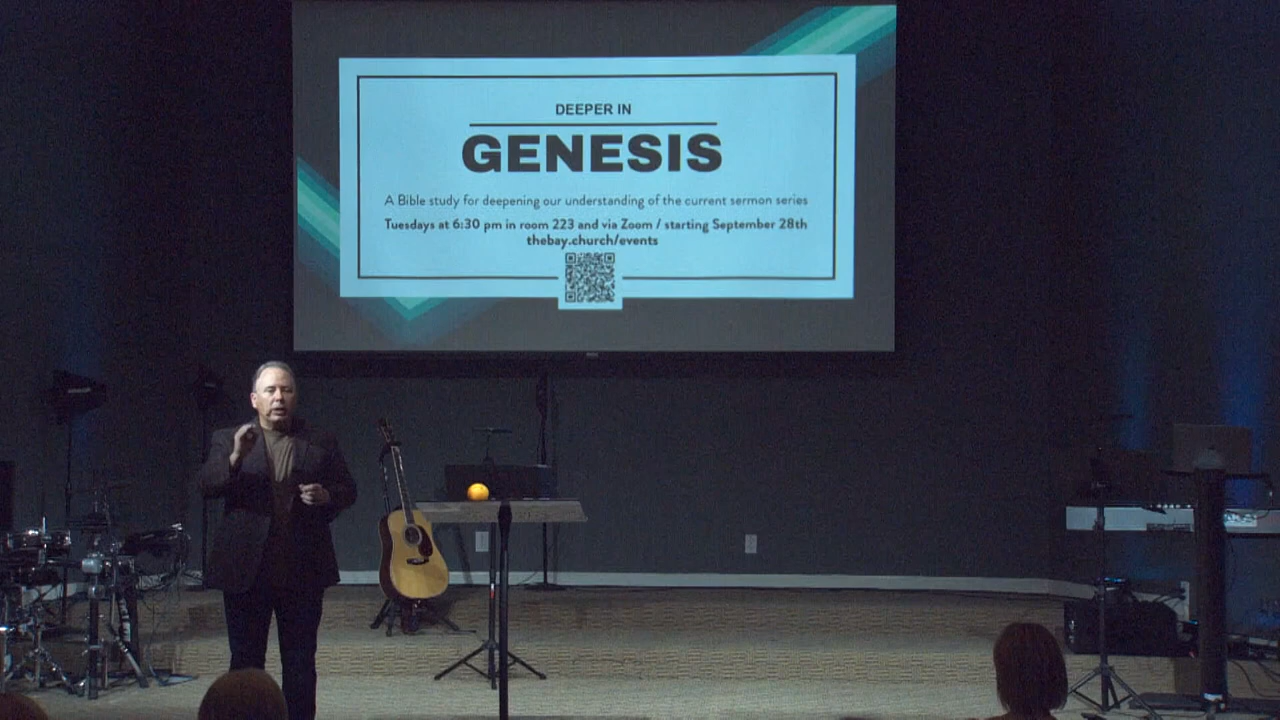 DEEPER IN
GENESIS
A Bible study for deepening our understanding of the current sermon series
Tuesdays at 6:30 pm in room 223 and via Zoom / starting September 28th
thebay.church/events